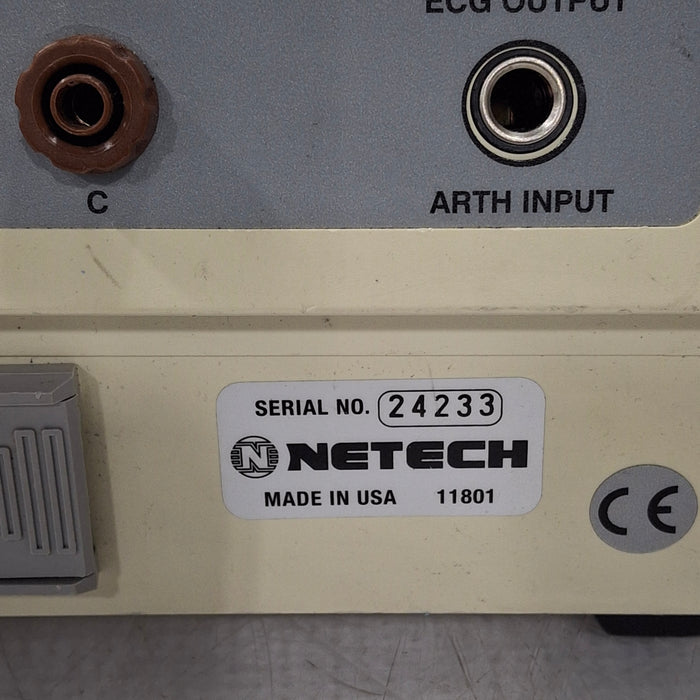 ECG OUTPUT
C
ARTH INPUT
SERIAL NO. 24233
N NETECH
MADE IN USA 11801
CE